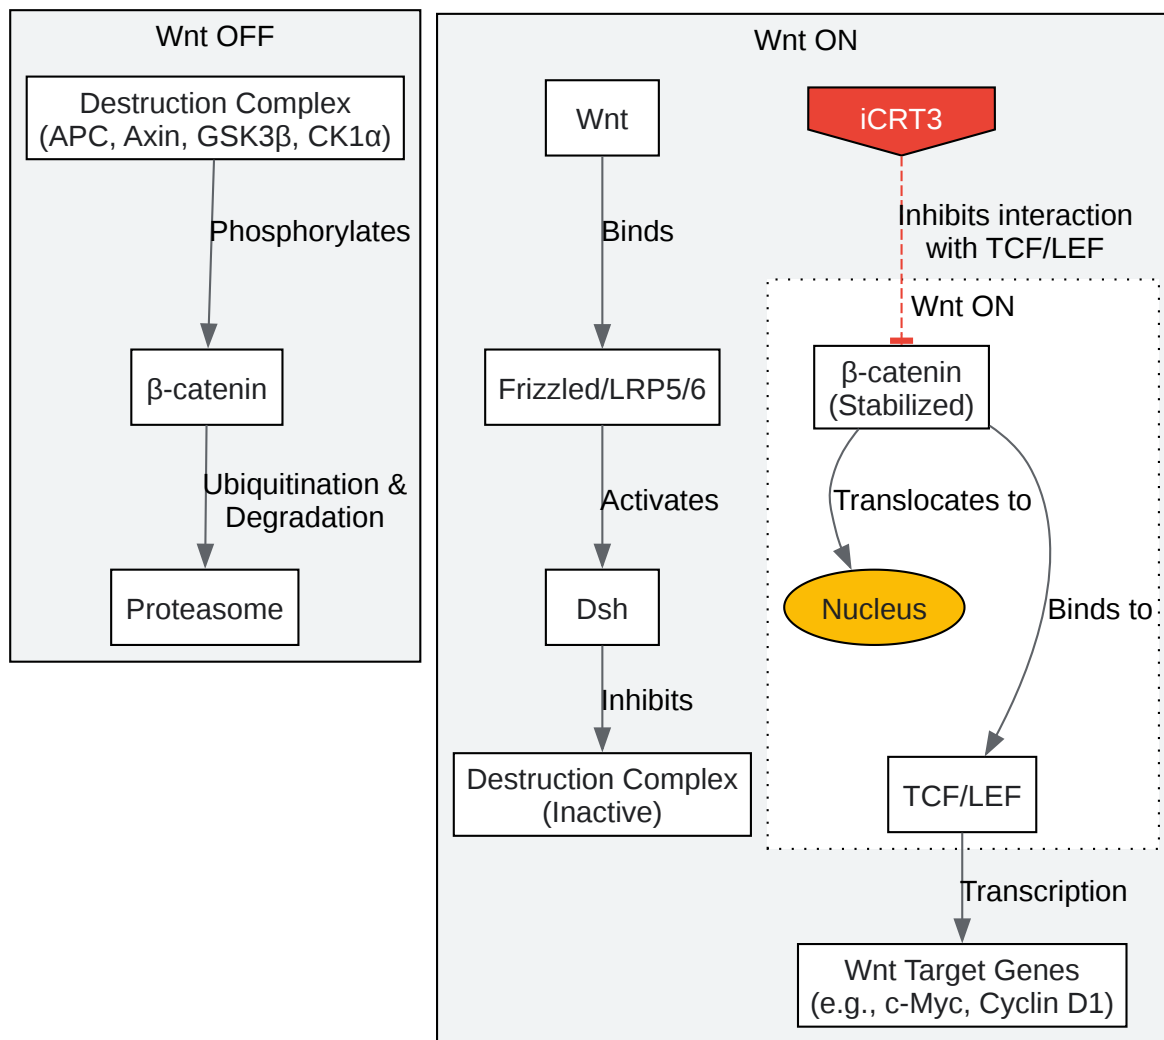 Wnt OFF
Destruction Complex
(APC, Axin, GSK3β, CK1α)
Phosphorylates
β-catenin
Ubiquitination &
Degradation
Proteasome
Wnt ON
Wnt
Binds
Frizzled/LRP5/6
Activates
Dsh
Inhibits
Destruction Complex
(Inactive)
iCRT3
Inhibits interaction
with TCF/LEF
Wnt ON
β-catenin
(Stabilized)
Translocates to
Nucleus
Binds to
TCF/LEF
Transcription
Wnt Target Genes
(e.g., c-Myc, Cyclin D1)